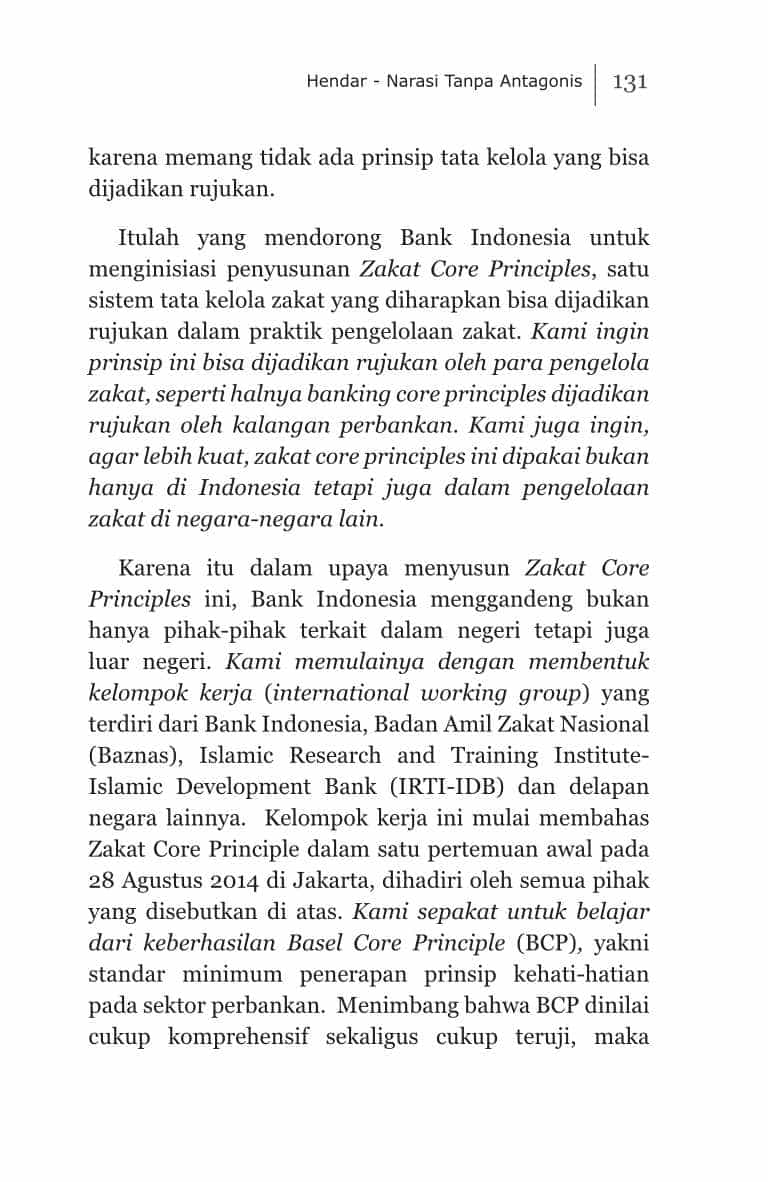 Hendar - Narasi Tanpa Antagonis 131
karena memang tidak ada prinsip tata kelola yang bisa
dijadikan rujukan.
Itulah yang mendorong Bank Indonesia untuk
menginisiasi penyusunan Zakat Core Principles, satu
sistem tata kelola zakat yang diharapkan bisa dijadikan
rujukan dalam praktik pengelolaan zakat. Kami ingin
prinsip ini bisa dijadikan rujukan oleh para pengelola
zakat, seperti halnya banking core principles dijadikan
rujukan oleh kalangan perbankan. Kami juga ingin,
agar lebih kuat, zakat core principles ini dipakai bukan
hanya di Indonesia tetapi juga dalam pengelolaan
zakat di negara-negara lain.
Karena itu dalam upaya menyusun Zakat Core
Principles ini, Bank Indonesia menggandeng bukan
hanya pihak-pihak terkait dalam negeri tetapi juga
luar negeri. Kami memulainya dengan membentuk
kelompok kerja (international working group) yang
terdiri dari Bank Indonesia, Badan Amil Zakat Nasional
(Baznas), Islamic Research and Training Institute-
Islamic Development Bank (IRTI-IDB) dan delapan
negara lainnya.  Kelompok kerja ini mulai membahas
Zakat Core Principle dalam satu pertemuan awal pada
28 Agustus 2014 di Jakarta, dihadiri oleh semua pihak
yang disebutkan di atas. Kami sepakat untuk belajar
dari keberhasilan Basel Core Principle (BCP), yakni
standar minimum penerapan prinsip kehati-hatian
pada sektor perbankan.  Menimbang bahwa BCP dinilai
cukup komprehensif sekaligus cukup teruji, maka